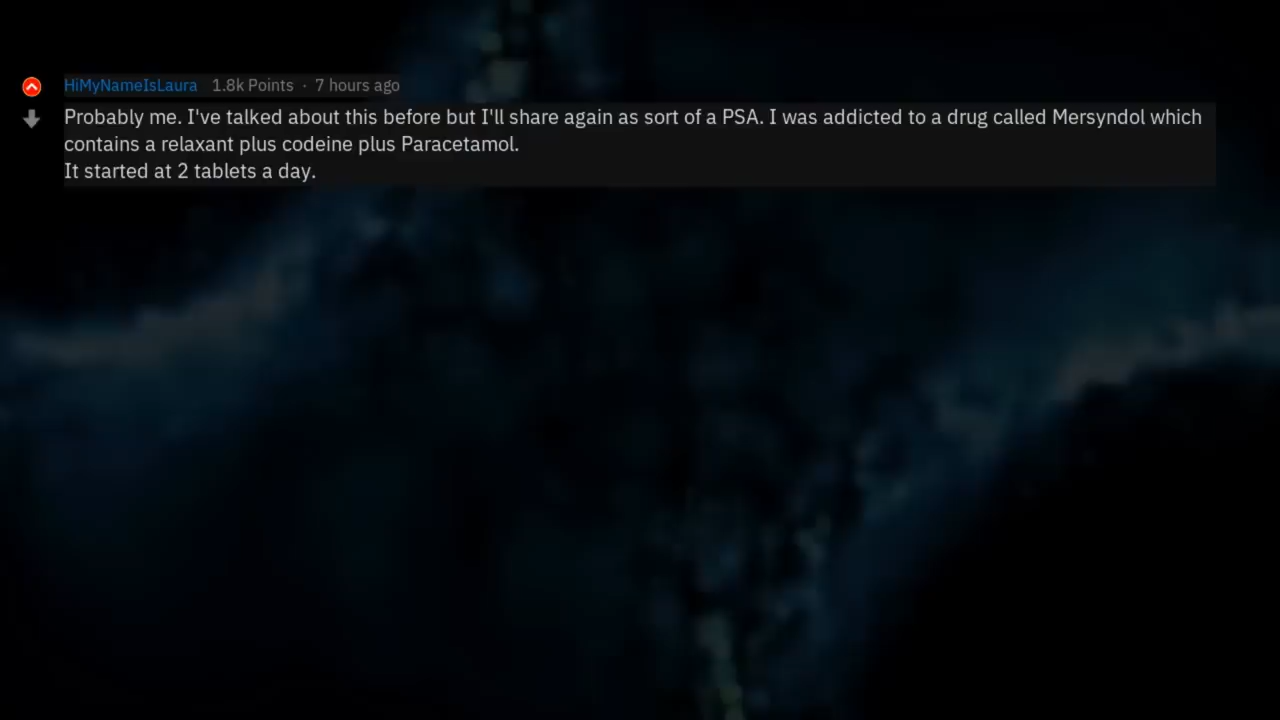 HiMyNameIsLaura 1.8k Points · 7 hours ago
Probably me. I've talked about this before but I'll share again as sort of a PSA. I was addicted to a drug called Mersyndol which
contains a relaxant plus codeine plus Paracetamol.
It started at 2 tablets a day.